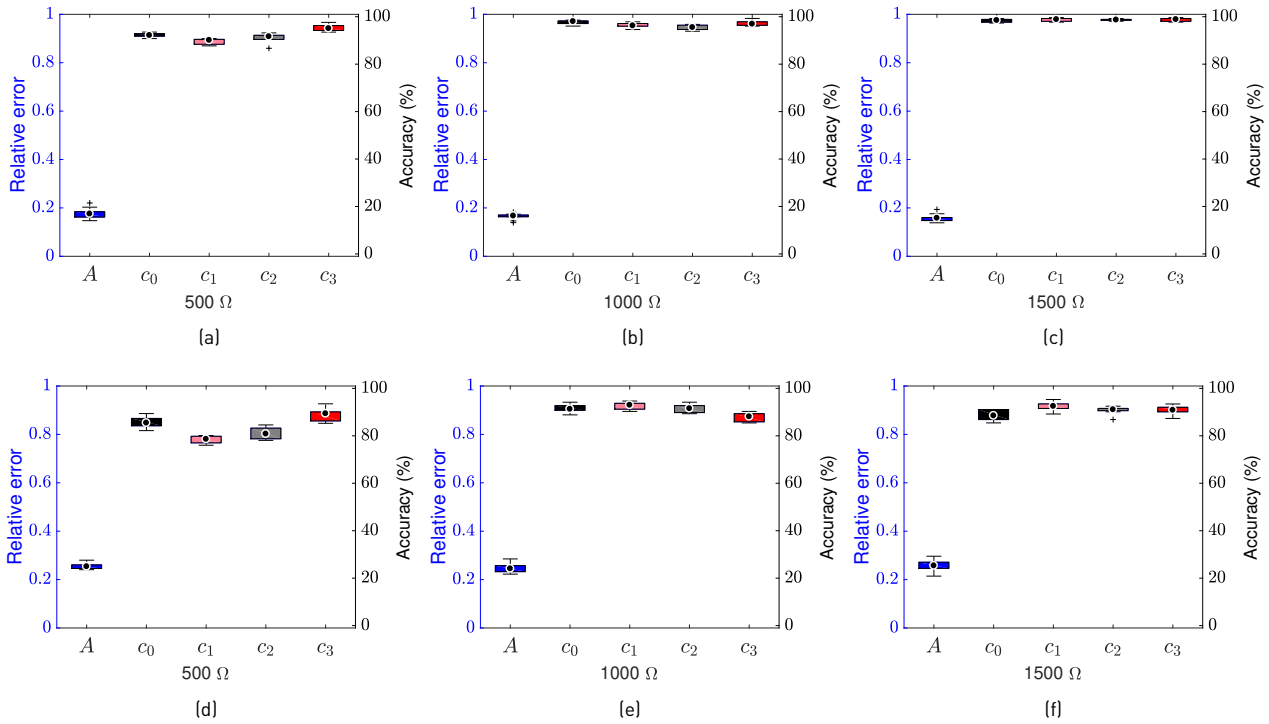 1 100
0.8 80
0.6 60
0.4 40
0.2 20
0 0
Relative error
Accuracy (%)
A c0 c1 c2 c3
500 Ω
(a)
1 100
0.8 80
0.6 60
0.4 40
0.2 20
0 0
Relative error
Accuracy (%)
A c0 c1 c2 c3
1000 Ω
(b)
1 100
0.8 80
0.6 60
0.4 40
0.2 20
0 0
Relative error
Accuracy (%)
A c0 c1 c2 c3
1500 Ω
(c)
1 100
0.8 80
0.6 60
0.4 40
0.2 20
0 0
Relative error
Accuracy (%)
A c0 c1 c2 c3
500 Ω
(d)
1 100
0.8 80
0.6 60
0.4 40
0.2 20
0 0
Relative error
Accuracy (%)
A c0 c1 c2 c3
1000 Ω
(e)
1 100
0.8 80
0.6 60
0.4 40
0.2 20
0 0
Relative error
Accuracy (%)
A c0 c1 c2 c3
1500 Ω
(f)